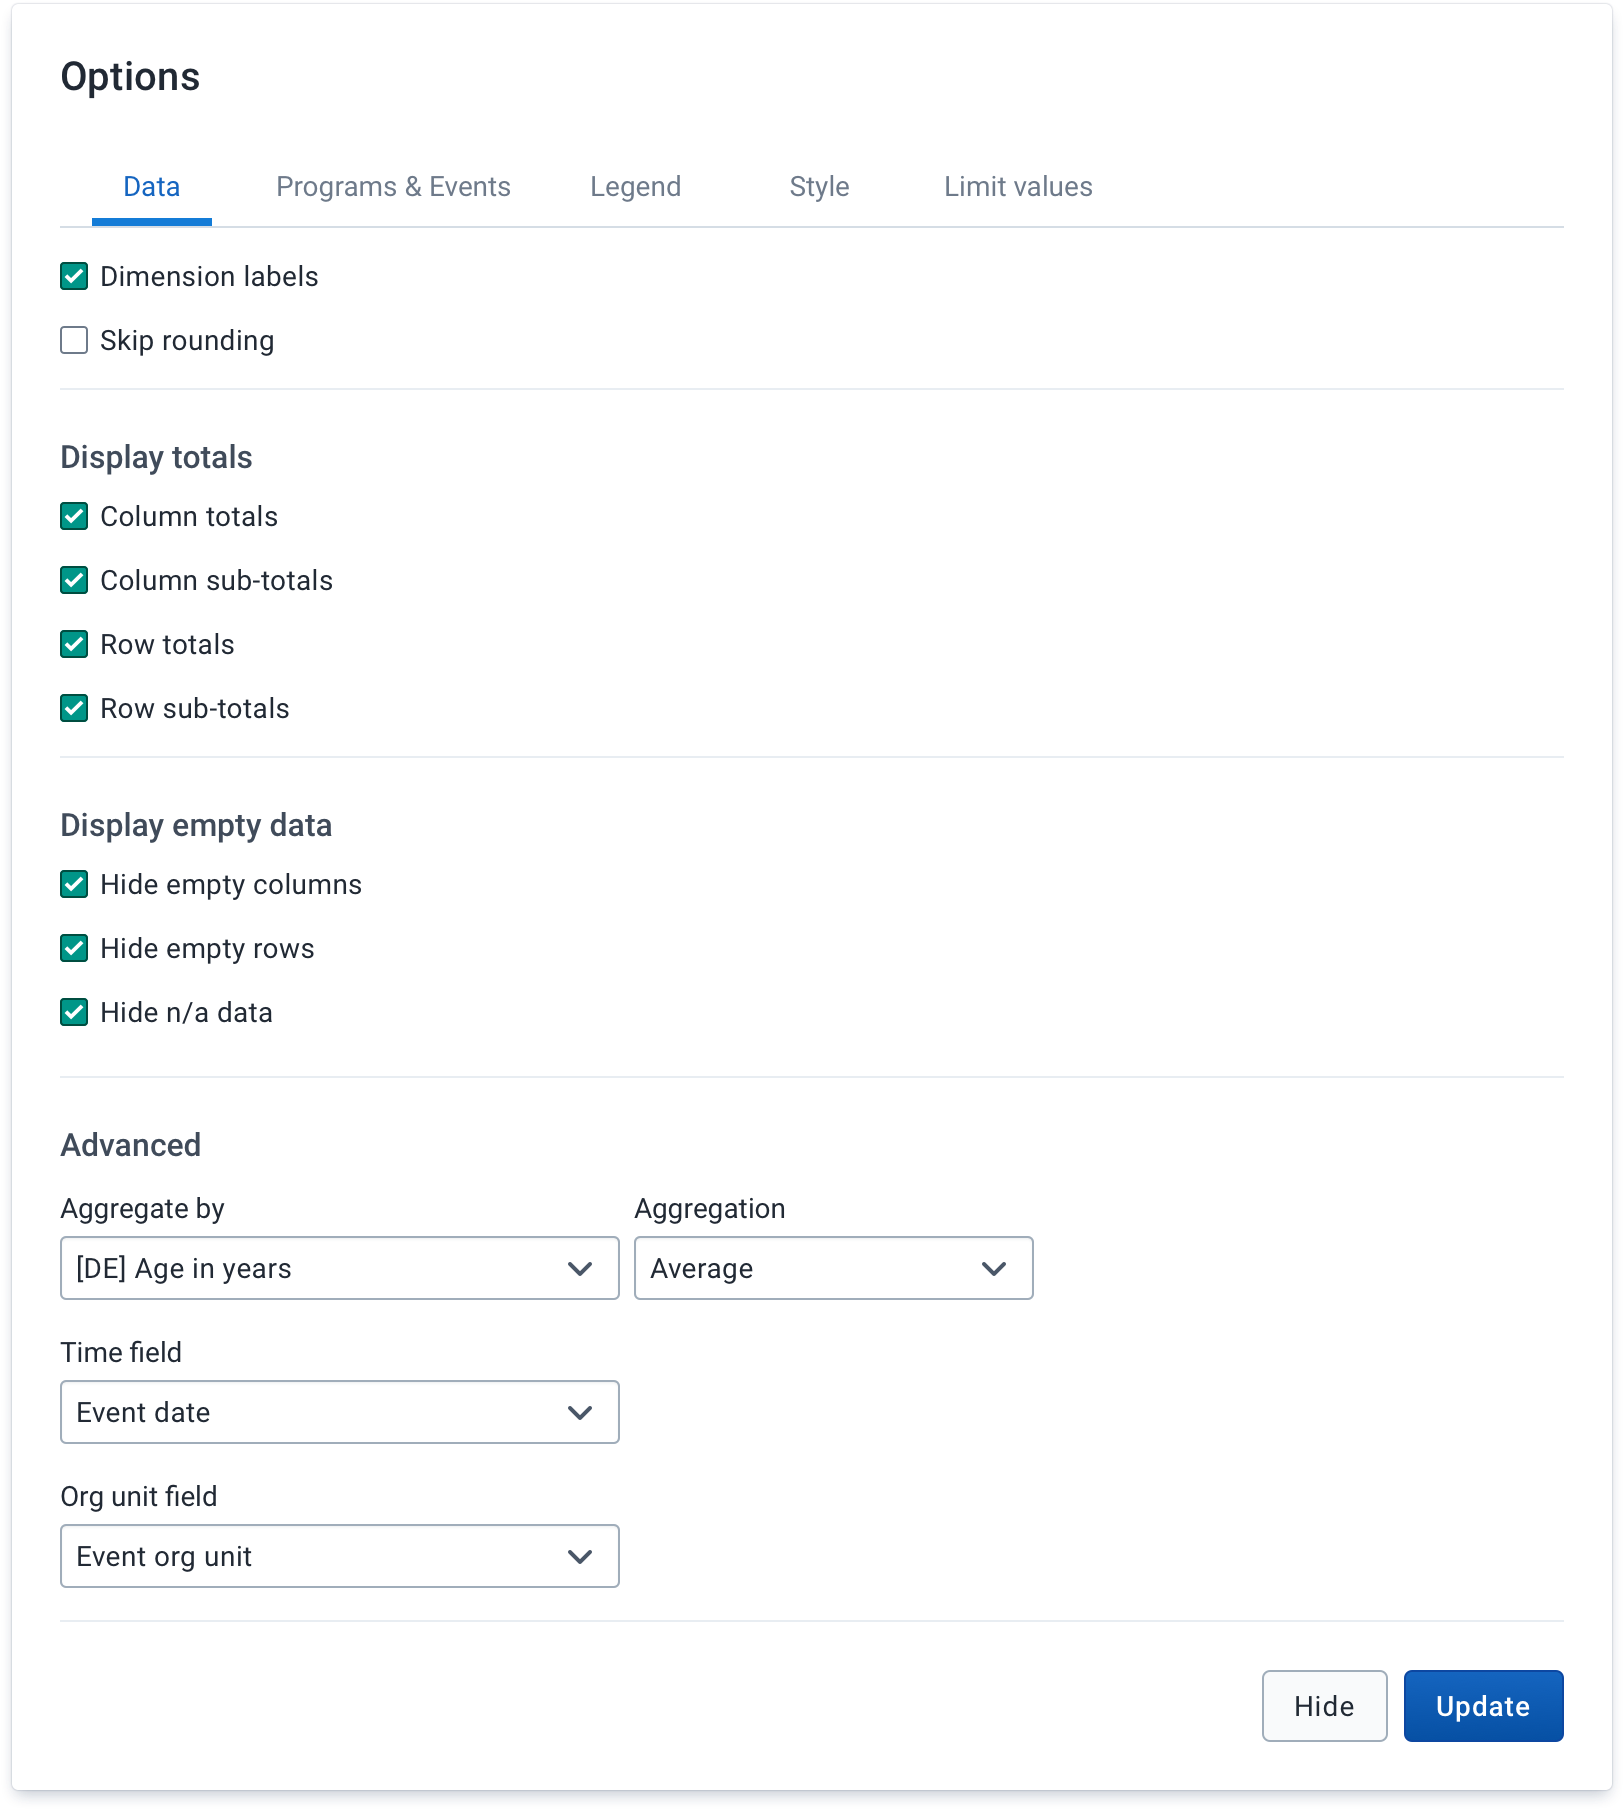 Options
Data Programs & Events Legend Style Limit values
Dimension labels
Skip rounding
Display totals
Column totals
Column sub-totals
Row totals
Row sub-totals
Display empty data
Hide empty columns
Hide empty rows
Hide n/a data
Advanced
Aggregate by Aggregation
[DE] Age in years Average
Time field
Event date
Org unit field
Event org unit
Hide Update